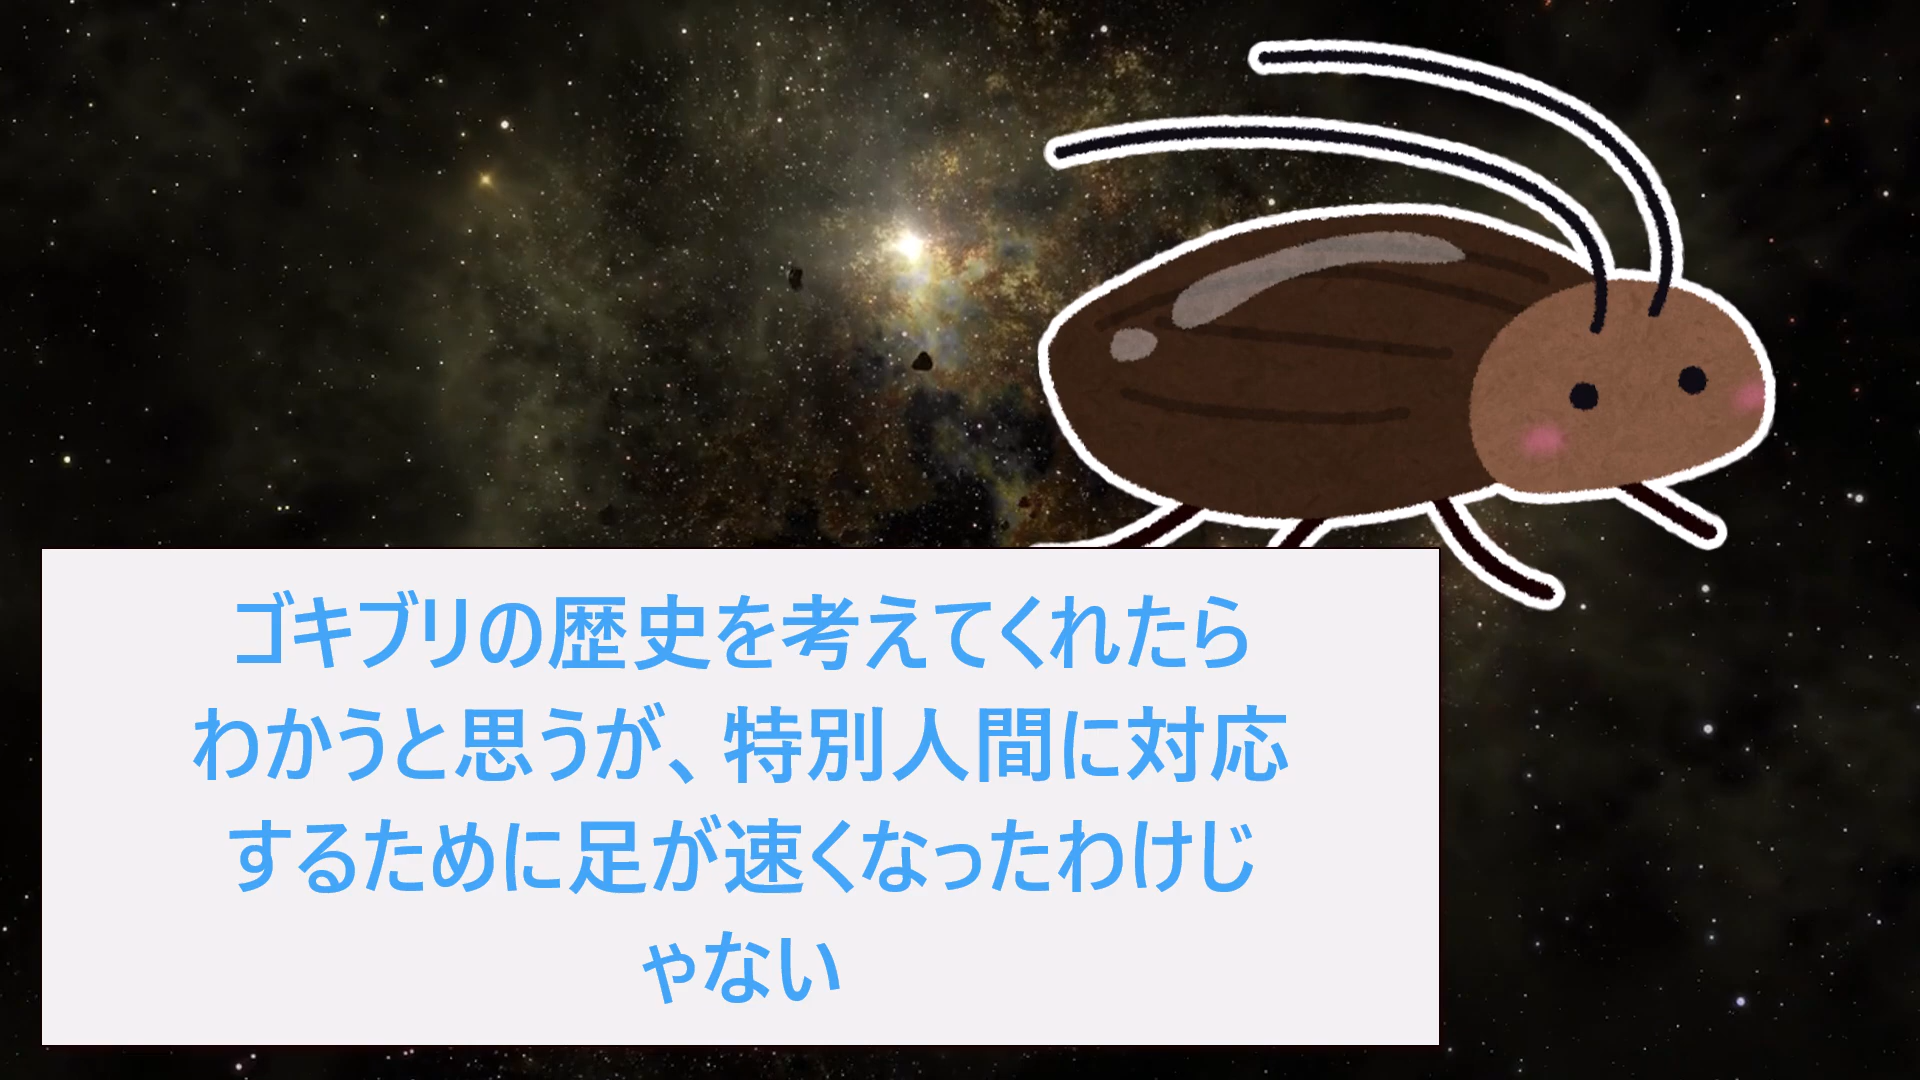 ゴキブリの歴史を考えてくれたら
わかうと思うが、特別人間に対応
するために足が速くなったわけじ
ゃない